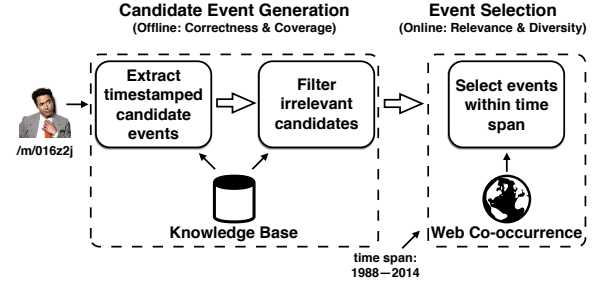 Candidate Event Generation
(Offline: Correctness & Coverage)
Event Selection
(Online: Relevance & Diversity)
Extract
timestamped
candidate
events
Filter
irrelevant
candidates
Select events
within time
span
/m/016z2j
Knowledge Base
Web Co-occurrence
time span:
1988—2014